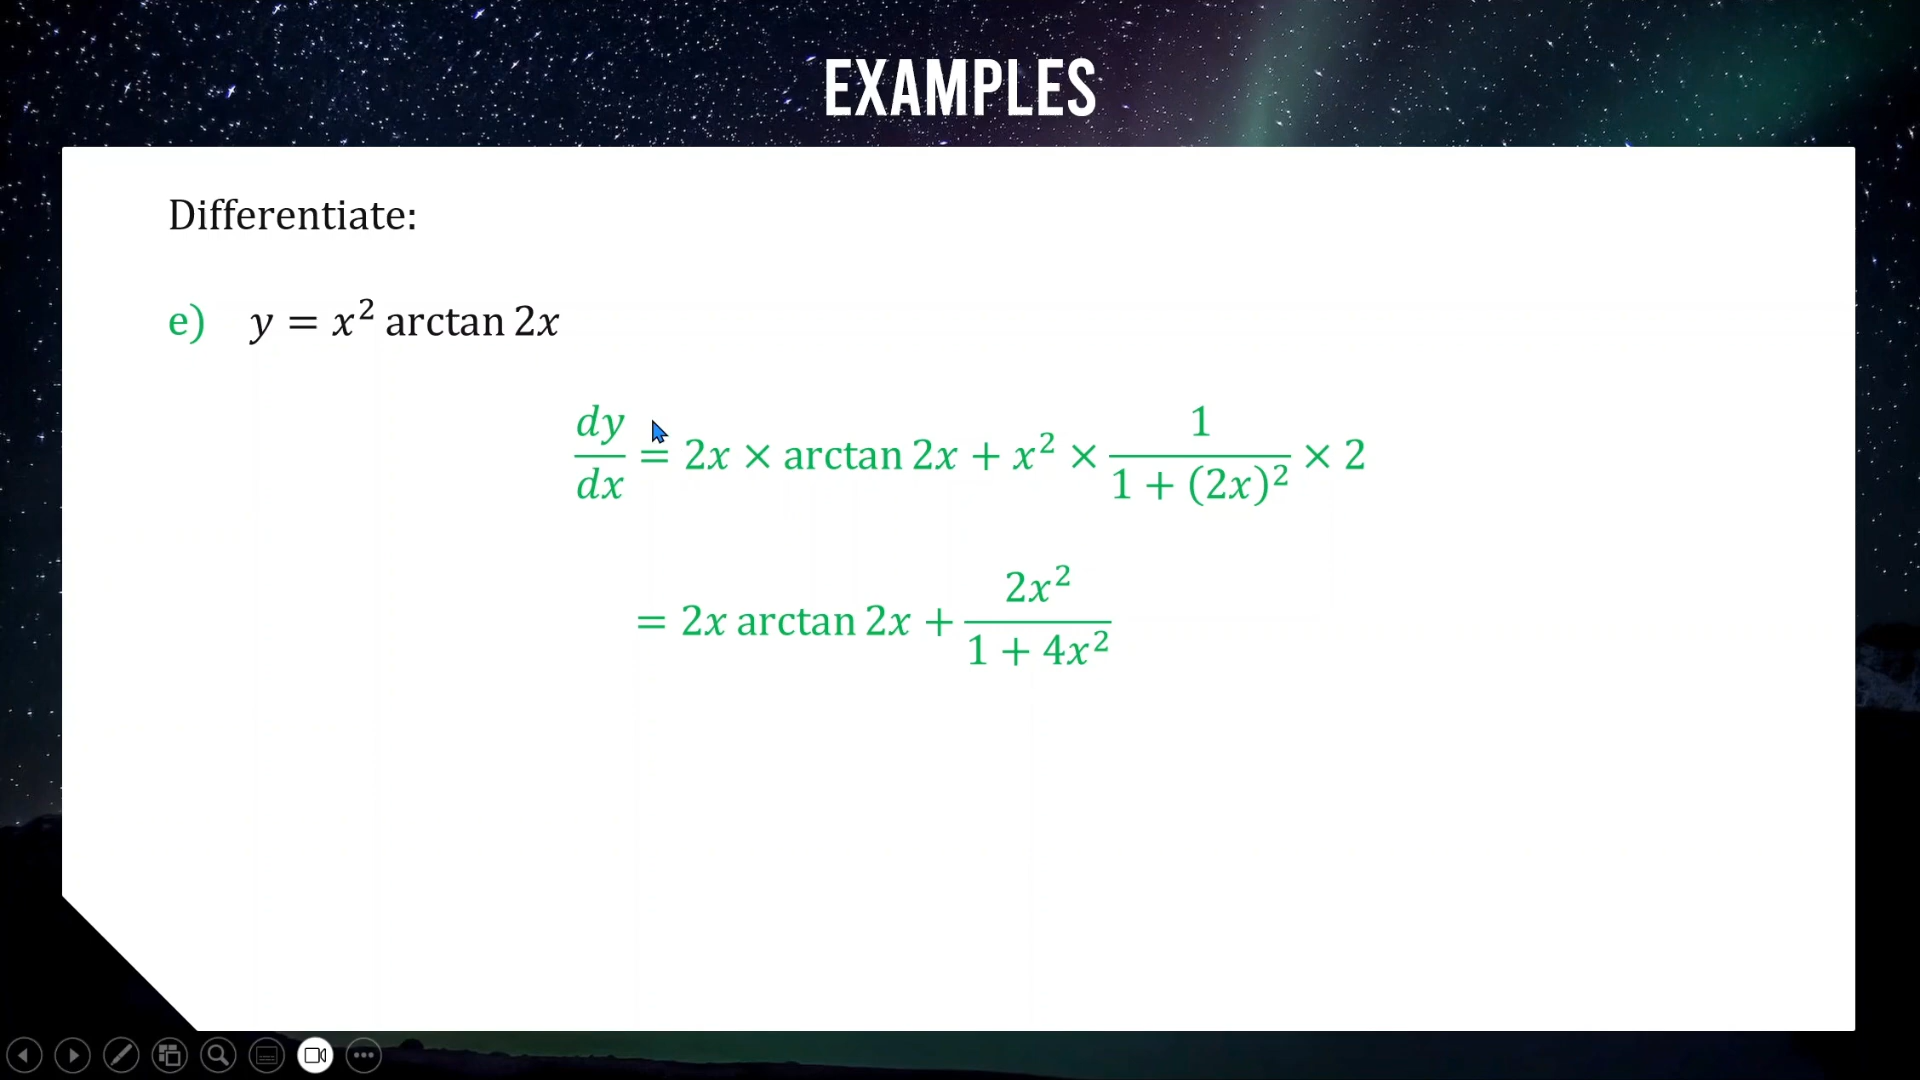 EXAMPLES
Differentiate:
e) y = x² arctan 2x
dy/dx = 2x × arctan 2x + x² × 1/(1 + (2x)²) × 2
= 2x arctan 2x + 2x²/(1 + 4x²)